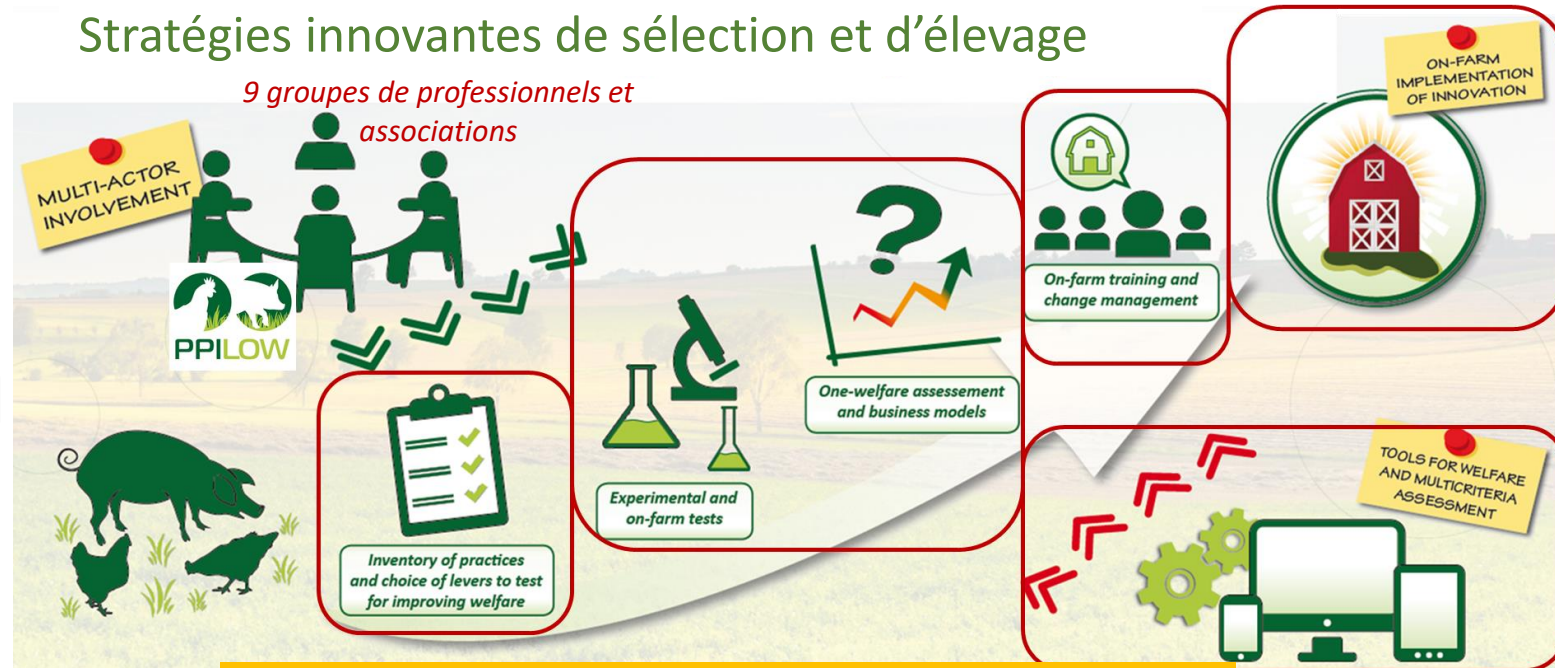 Stratégies innovantes de sélection et d'élevage
9 groupes de professionnels et
associations
MULTI-ACTOR
INVOLVEMENT
PPILOW
Inventory of practices
and choice of levers to test
for improving welfare
Experimental and
on-farm tests
?
One-welfare assessement
and business models
On-farm training and
change management
ON-FARM
IMPLEMENTATION
OF INNOVATION
TOOLS FOR WELFARE
AND MULTICRITERIA
ASSESSMENT